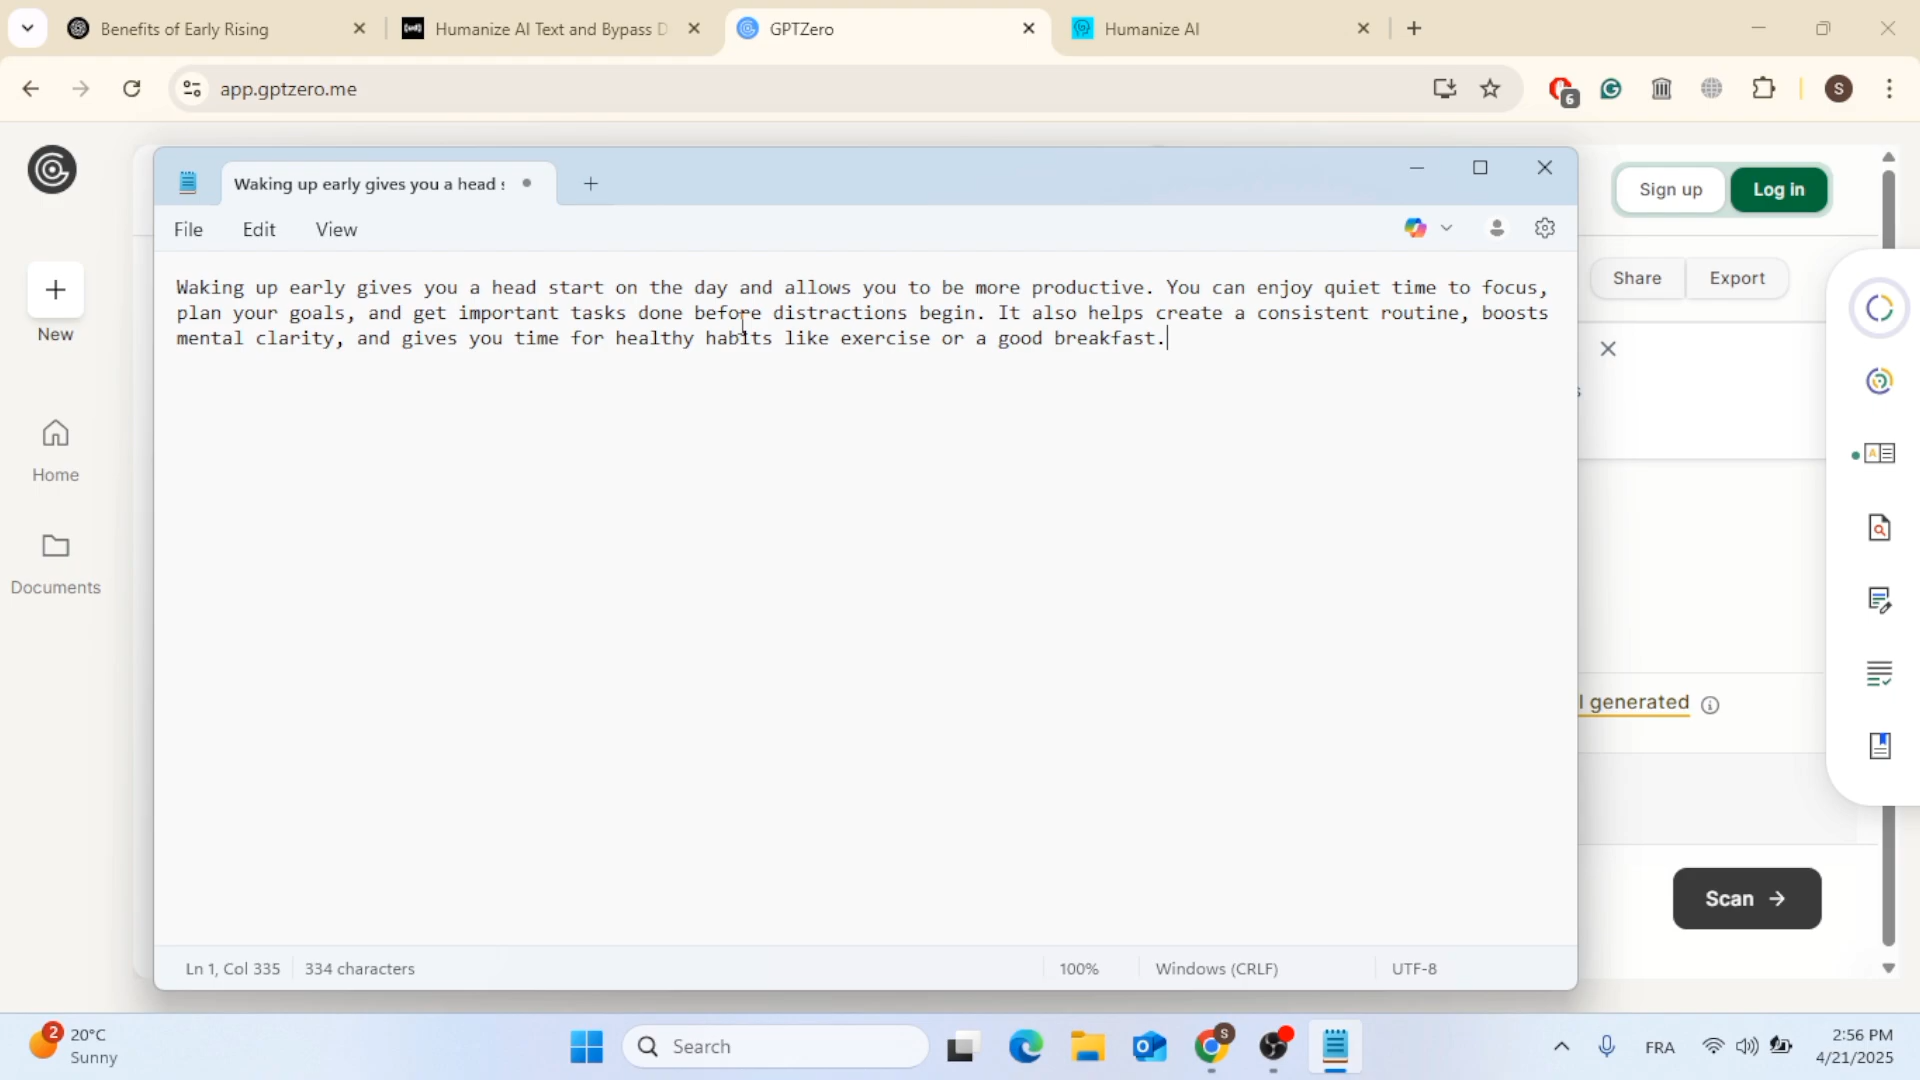 Benefits of Early Rising
Humanize AI Text and Bypass D
GPTZero
Humanize AI
app.gptzero.me
6
S
Waking up early gives you a head s
Sign up
Log in
File
Edit
View
Share
Export
Waking up early gives you a head start on the day and allows you to be more productive. You can enjoy quiet time to focus,
plan your goals, and get important tasks done before distractions begin. It also helps create a consistent routine, boosts
mental clarity, and gives you time for healthy habits like exercise or a good breakfast.
New
Home
Documents
I generated
Scan
Ln 1, Col 335
334 characters
100%
Windows (CRLF)
UTF-8
2
20°C
Sunny
Search
S
FRA
2:56 PM
4/21/2025